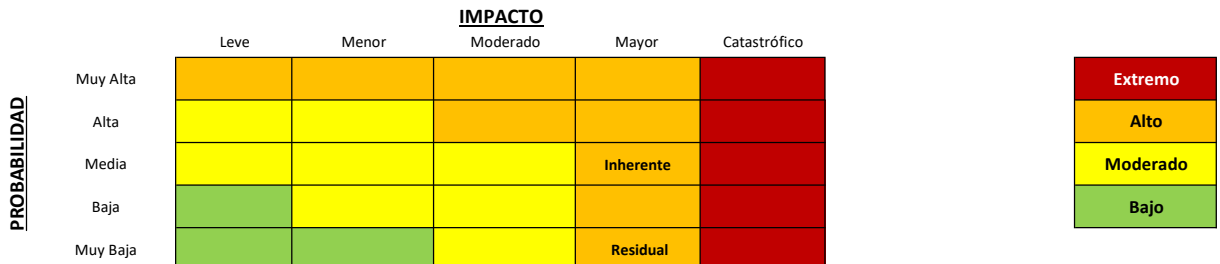 IMPACTO
Leve Menor Moderado Mayor Catastrófico
PROBABILIDAD
Muy Alta Extremo
Alta Alto
Media Inherente Moderado
Baja Bajo
Muy Baja Residual